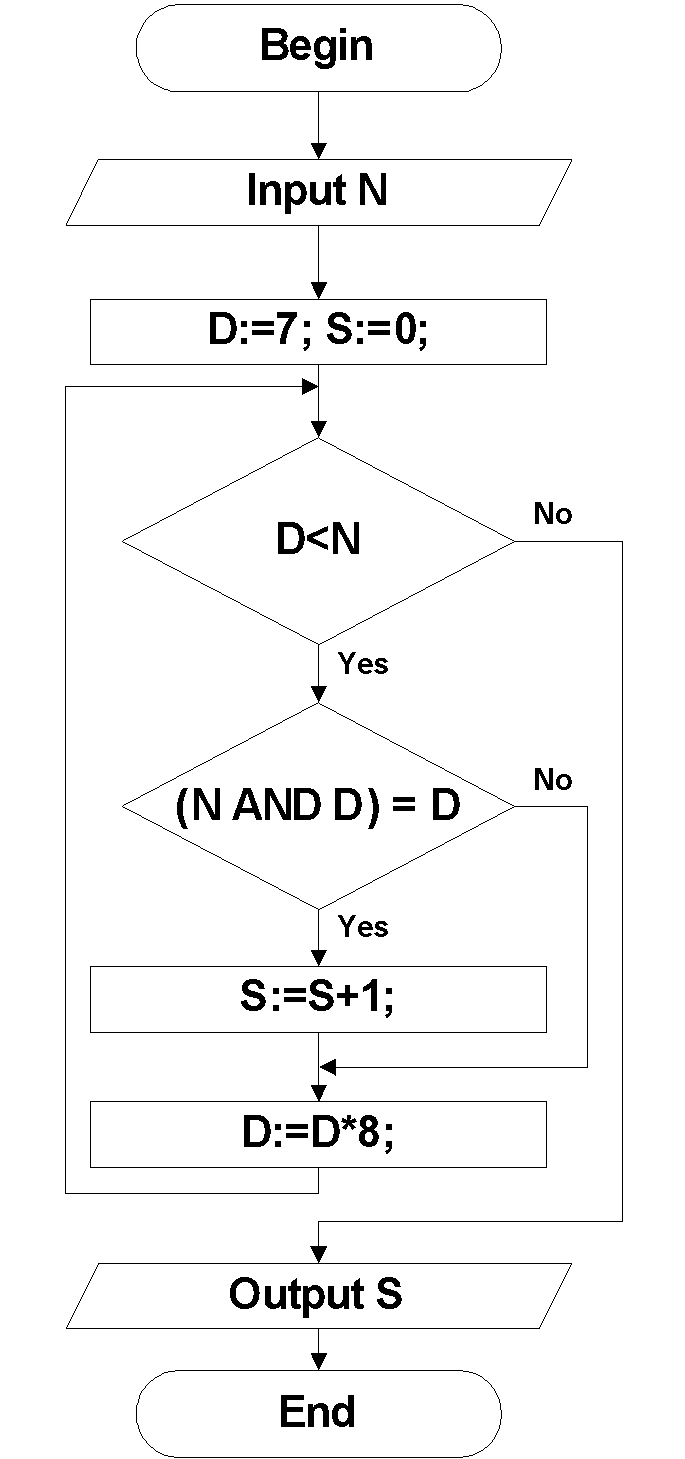 Begin
Input N
D:=7; S:=0;
D<N
No
Yes
(N AND D) = D
No
Yes
S:=S+1;
D:=D*8;
Output S
End